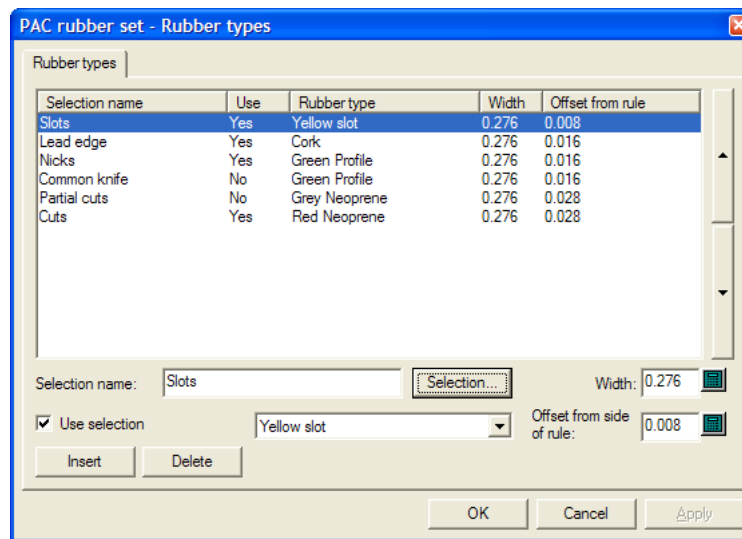 PAC rubber set - Rubber types
Rubber types
Selection name Use Rubber type Width Offset from rule
Slots Yes Yellow slot 0.276 0.008
Lead edge Yes Cork 0.276 0.016
Nicks Yes Green Profile 0.276 0.016
Common knife No Green Profile 0.276 0.016
Partial cuts No Grey Neoprene 0.276 0.028
Cuts Yes Red Neoprene 0.276 0.028
Selection name: Slots Selection... Width: 0.276
Use selection Yellow slot Offset from side
of rule: 0.008
Insert Delete
OK Cancel Apply